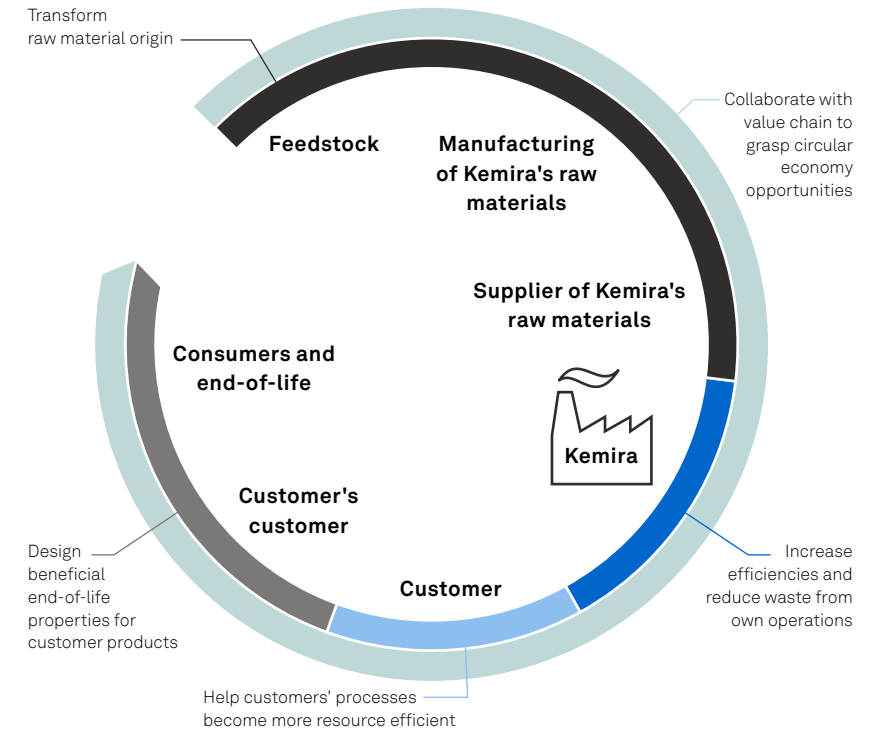 Transform
raw material origin
Collaborate with
value chain to
grasp circular
economy
opportunities
Feedstock
Manufacturing
of Kemira's raw
materials
Supplier of Kemira's
raw materials
Consumers and
end-of-life
Kemira
Customer's
customer
Customer
Design
beneficial
end-of-life
properties for
customer products
Increase
efficiencies and
reduce waste from
own operations
Help customers' processes
become more resource efficient